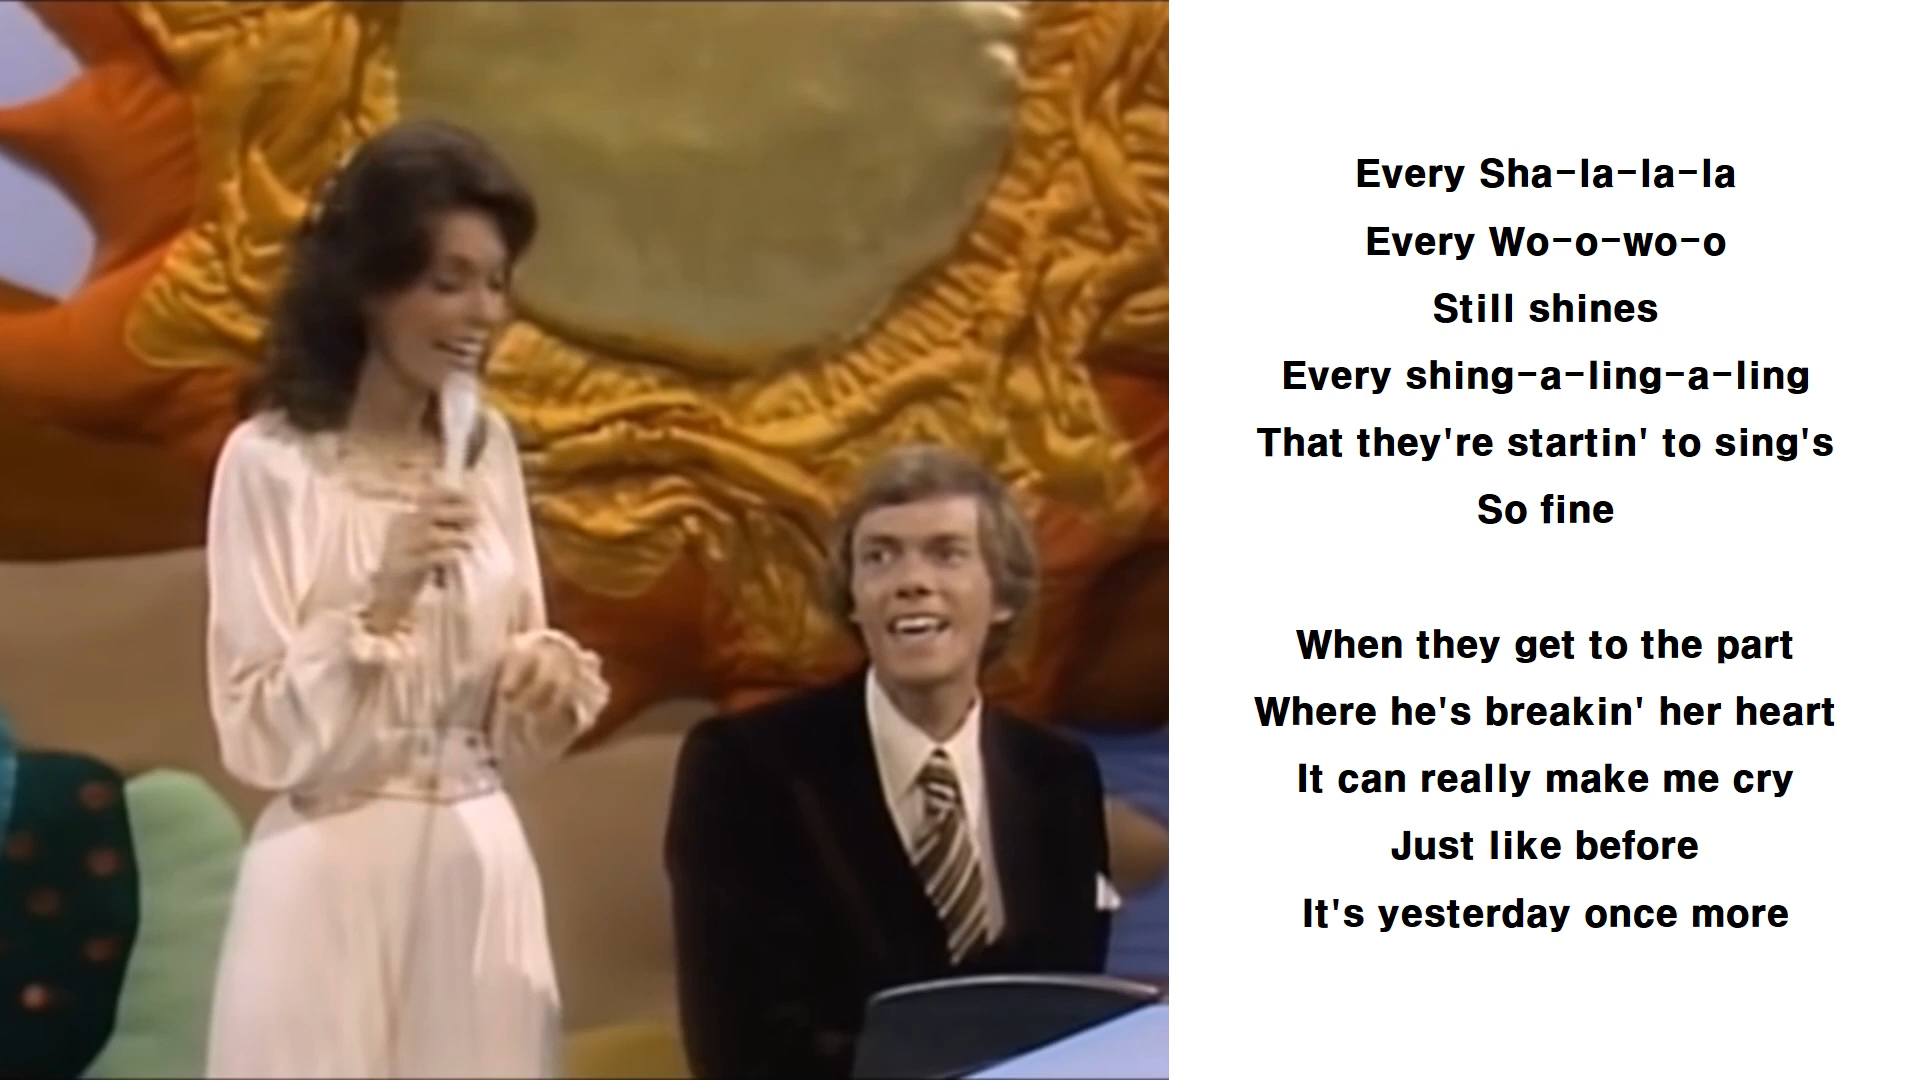 Every Sha-la-la-la
Every Wo-o-wo-o
Still shines
Every shing-a-ling-a-ling
That they're startin' to sing's
So fine
When they get to the part
Where he's breakin' her heart
It can really make me cry
Just like before
It's yesterday once more